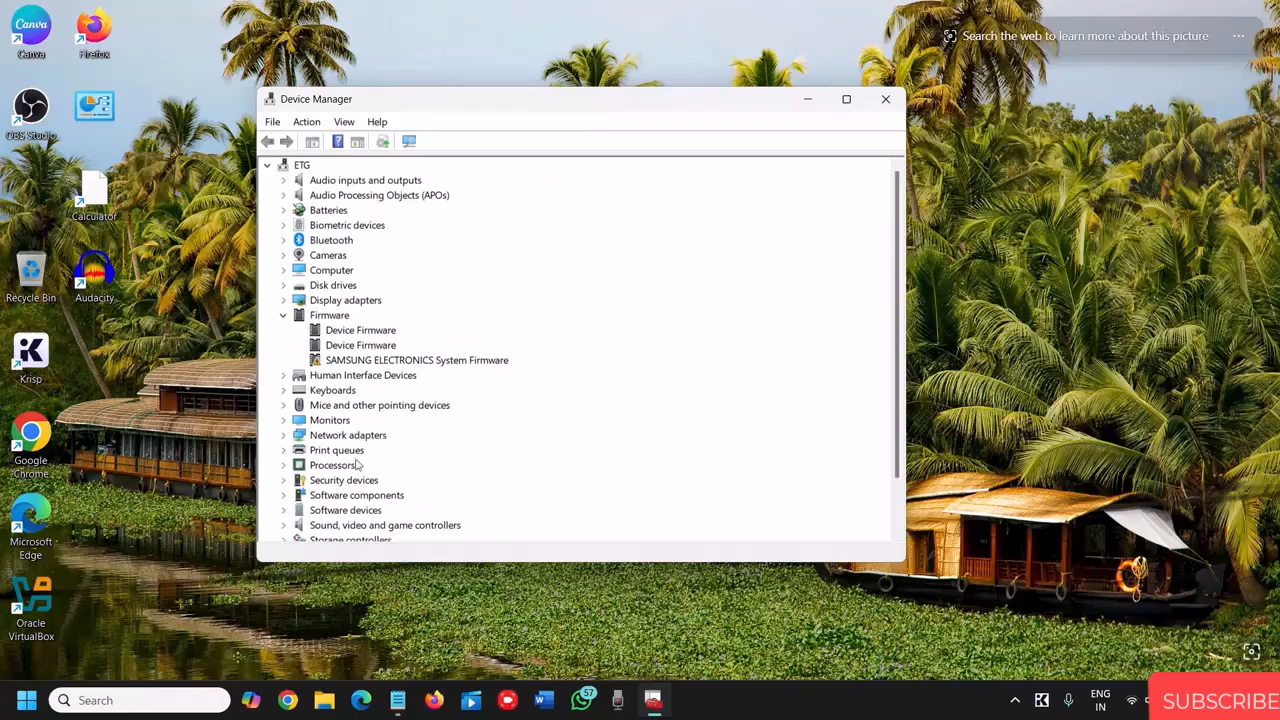 Canva
Canva
Firefox
Search the web to learn more about this picture
OBS Studio
Calculator
Recycle Bin
Audacity
Krisp
Google
Chrome
Microsoft
Edge
Oracle
VirtualBox
Device Manager
File Action View Help
ETG
Audio inputs and outputs
Audio Processing Objects (APOs)
Batteries
Biometric devices
Bluetooth
Cameras
Computer
Disk drives
Display adapters
Firmware
Device Firmware
Device Firmware
SAMSUNG ELECTRONICS System Firmware
Human Interface Devices
Keyboards
Mice and other pointing devices
Monitors
Network adapters
Print queues
Processors
Security devices
Software components
Software devices
Sound, video and game controllers
Storage controllers
Search
57
ENG
IN
SUBSCRIBE